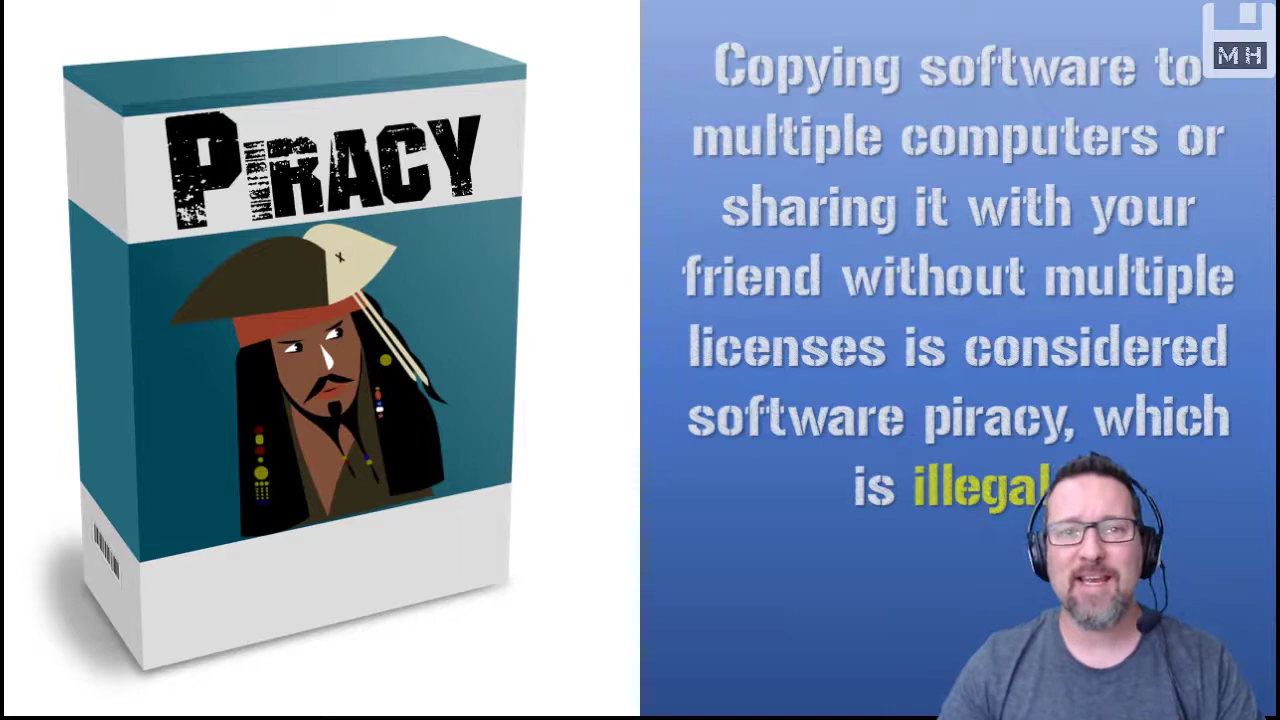 PIRACY
MH
Copying software to
multiple computers or
sharing it with your
friend without multiple
licenses is considered
software piracy, which
is illegal